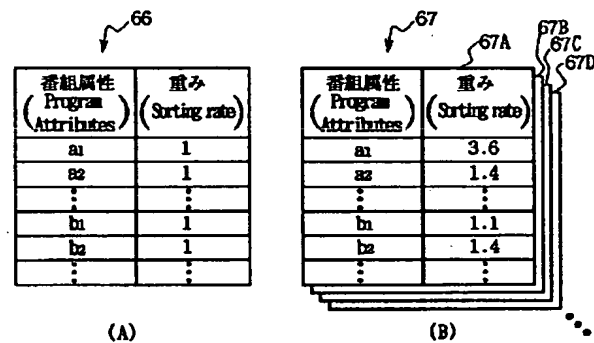 66
番組属性
(Program Attributes)
重み
(Sorting rate)
a1 1
a2 1
b1 1
b2 1
(A)
67
67A
67B
67C
67D
番組属性
(Program Attributes)
重み
(Sorting rate)
a1 3.6
a2 1.4
b1 1.1
b2 1.4
(B)